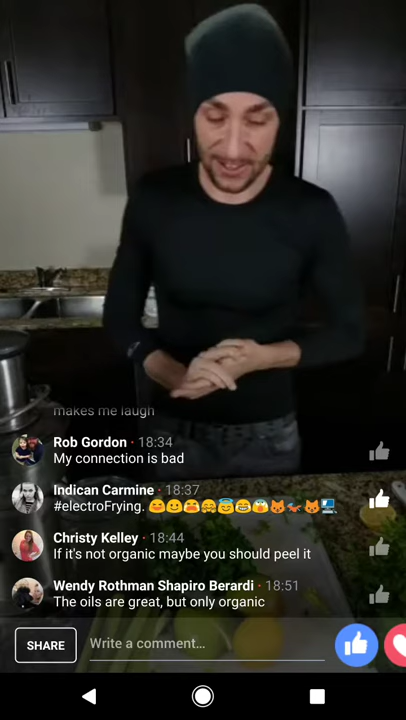 makes me laugh
Rob Gordon · 18:34
My connection is bad
Indican Carmine · 18:37
#electroFrying. 😄😃😆😄😇😂😱😿🏇😿💻
Christy Kelley · 18:44
If it's not organic maybe you should peel it
Wendy Rothman Shapiro Berardi · 18:51
The oils are great, but only organic
SHARE
Write a comment...